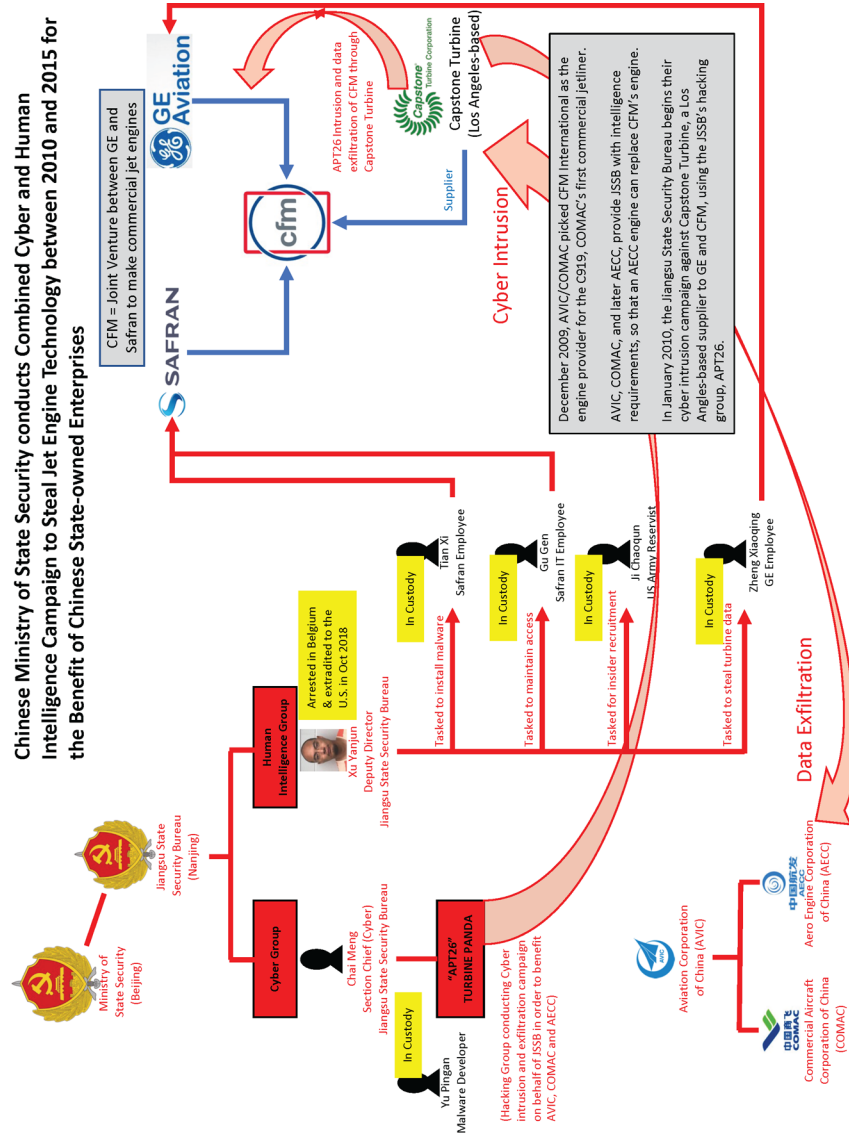 Chinese Ministry of State Security conducts Combined Cyber and Human
Intelligence Campaign to Steal Jet Engine Technology between 2010 and 2015 for
the Benefit of Chinese State-owned Enterprises
Ministry of
State Security
(Beijing)
Jiangsu State
Security Bureau
(Nanjing)
Cyber Group
Chai Meng
Section Chief (Cyber)
Jiangsu State Security Bureau
In Custody
Yu Pingan
Malware Developer
"APT26"
TURBINE PANDA
(Hacking Group conducting Cyber
intrusion and exfiltration campaign
on behalf of JSSB in order to benefit
AVIC, COMAC and AECC)
Human
Intelligence Group
Arrested in Belgium
& extradited to the
U.S. in Oct 2018
Xu Yanjun
Deputy Director
Jiangsu State Security Bureau
Tasked to install malware
In Custody
Tian Xi
Safran Employee
Tasked to maintain access
In Custody
Gu Gen
Safran IT Employee
Tasked for insider recruitment
In Custody
Ji Chaoqun
US Army Reservist
Tasked to steal turbine data
In Custody
Zheng Xiaoqing
GE Employee
CFM = Joint Venture between GE and
Safran to make commercial jet engines
SAFRAN
GE
Aviation
cfm
APT26 Intrusion and data
exfiltration of CFM through
Capstone Turbine
Supplier
Capstone®
Turbine Corporation
Capstone Turbine
(Los Angeles-based)
Cyber Intrusion
December 2009, AVIC/COMAC picked CFM International as the
engine provider for the C919, COMAC's first commercial jetliner.
AVIC, COMAC, and later AECC, provide JSSB with intelligence
requirements, so that an AECC engine can replace CFM's engine.
In January 2010, the Jiangsu State Security Bureau begins their
cyber intrusion campaign against Capstone Turbine, a Los
Angles-based supplier to GE and CFM, using the JSSB's hacking
group, APT26.
Data Exfiltration
AVIC
Aviation Corporation
of China (AVIC)
中国商飞
COMAC
Commercial Aircraft
Corporation of China
(COMAC)
中国航发
AECC
Aero Engine Corporation
of China (AECC)